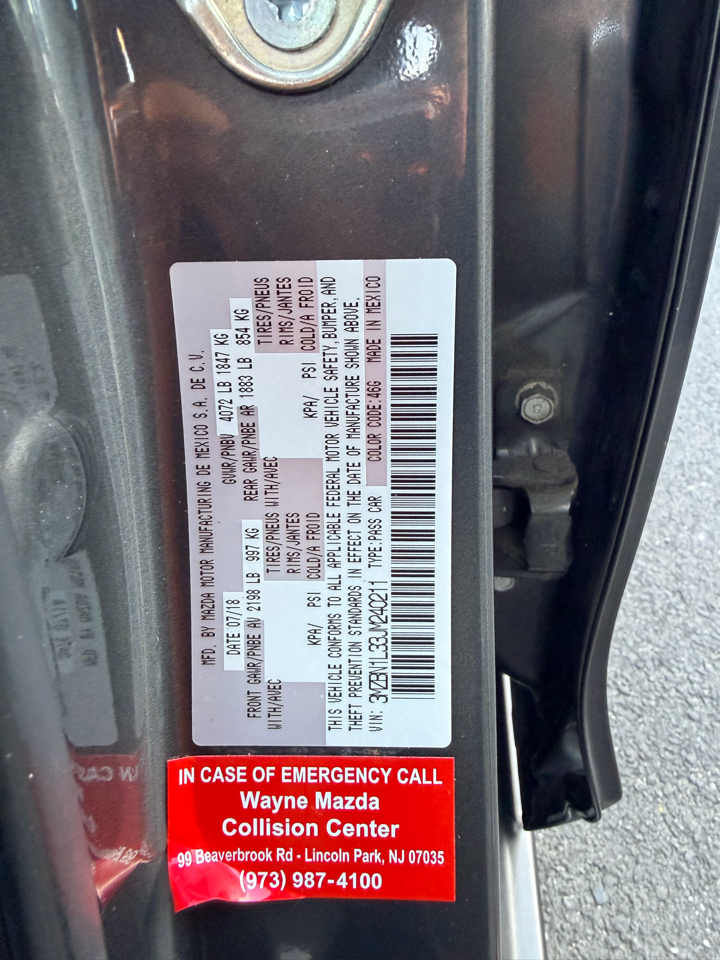 MFD. BY MAZDA MOTOR MANUFACTURING DE MEXICO S.A. DE C.V.
DATE 07/18 GVWR/PNBV 4072 LB 1847 KG
FRONT GAWR/PNBE AV 2198 LB 997 KG REAR GAWR/PNBE AR 1883 LB 854 KG
WITH/AVEC TIRES/PNEUS WITH/AVEC TIRES/PNEUS
RIMS/JANTES RIMS/JANTES
KPA/ PSI COLD/A FROID KPA/ PSI COLD/A FROID
THIS VEHICLE CONFORMS TO ALL APPLICABLE FEDERAL MOTOR VEHICLE SAFETY,BUMPER,AND
THEFT PREVENTION STANDARDS IN EFFECT ON THE DATE OF MANUFACTURE SHOWN ABOVE.
VIN: 3MZBN1L33JM240211 TYPE:PASS CAR COLOR CODE:46G MADE IN MEXICO
IN CASE OF EMERGENCY CALL
Wayne Mazda
Collision Center
99 Beaverbrook Rd - Lincoln Park, NJ 07035
(973) 987-4100